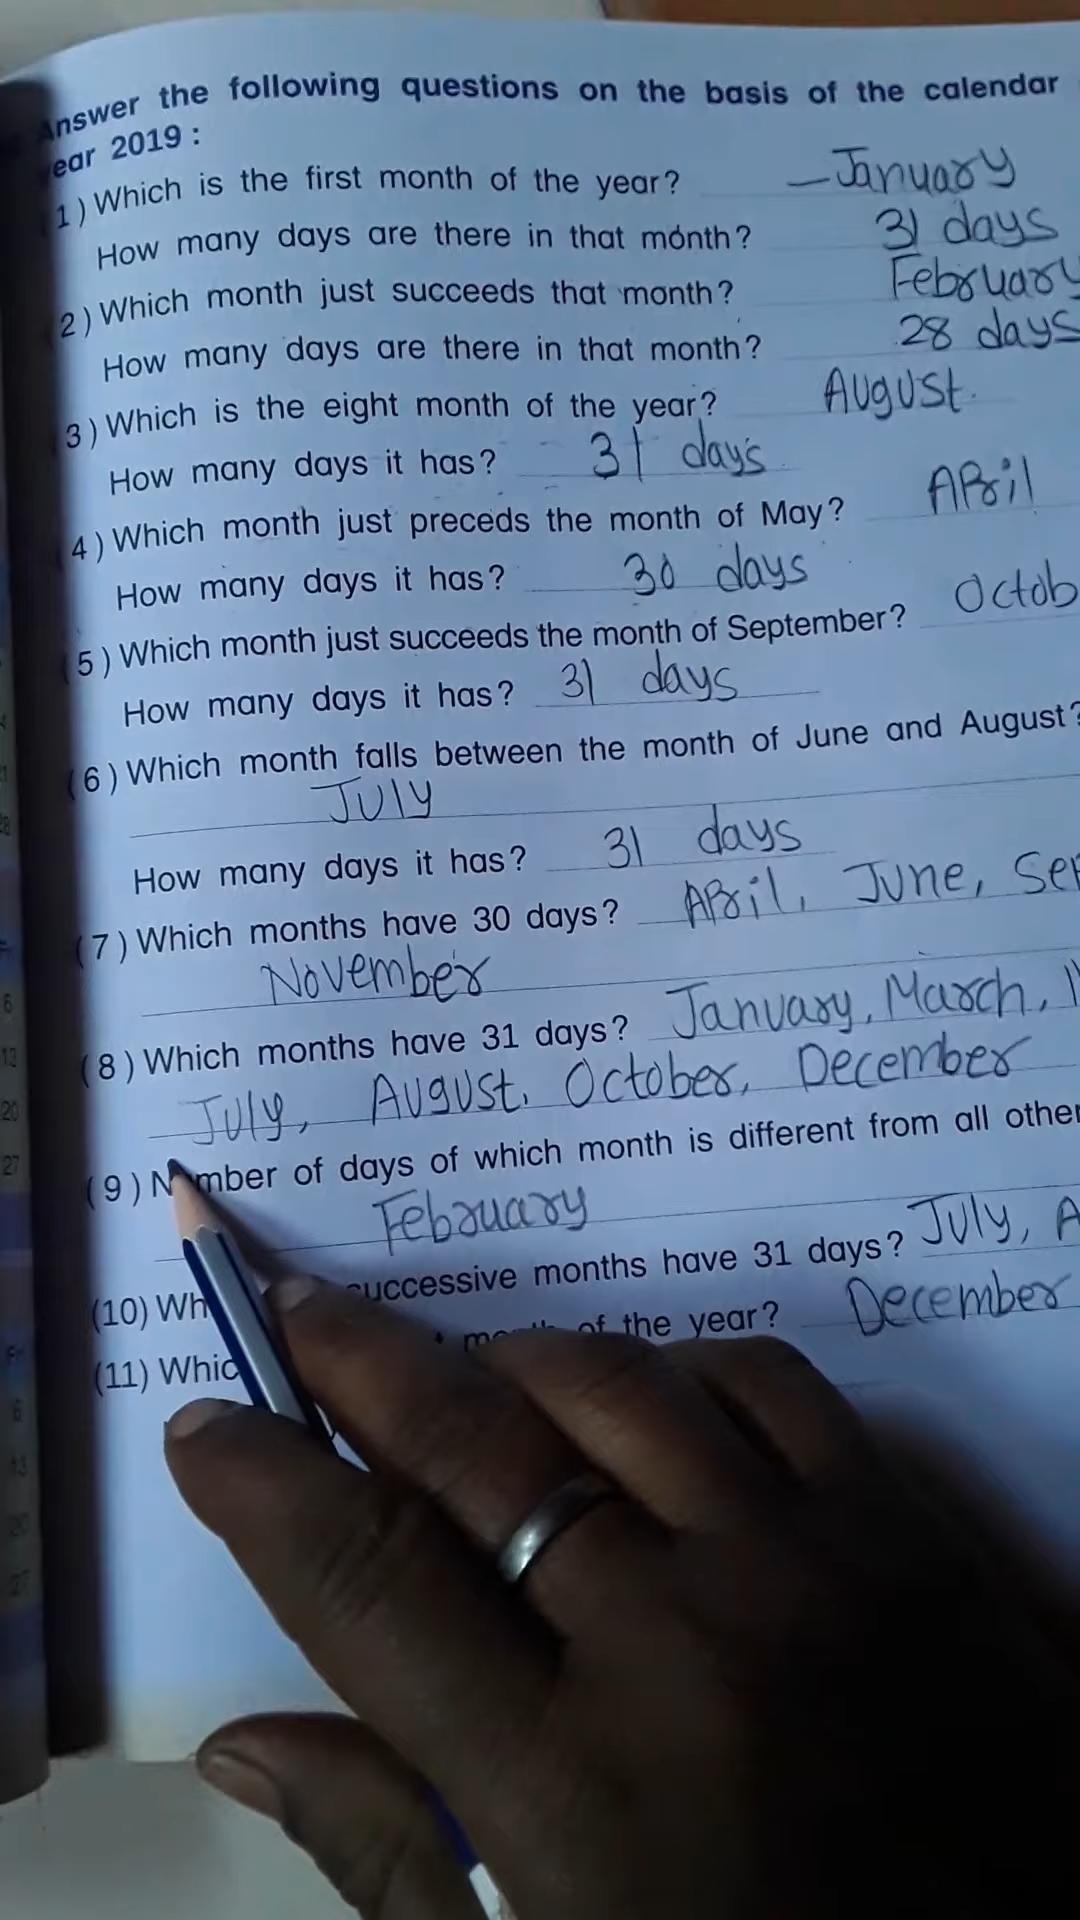 Answer the following questions on the basis of the calendar
ear 2019 :
1) Which is the first month of the year? January
How many days are there in that month? 31 days
2) Which month just succeeds that month? February
How many days are there in that month? 28 days
3) Which is the eight month of the year? August.
How many days it has? 31 days
4) Which month just preceds the month of May? April
How many days it has? 30 days
(5) Which month just succeeds the month of September? Octob
How many days it has? 31 days
(6) Which month falls between the month of June and August?
July
How many days it has? 31 days
(7) Which months have 30 days? April, June, Sep
November
(8) Which months have 31 days? January, March,
July, August, October, December
(9) Number of days of which month is different from all other
February
(10) Wh successive months have 31 days? July, A
(11) Whic of the year? December